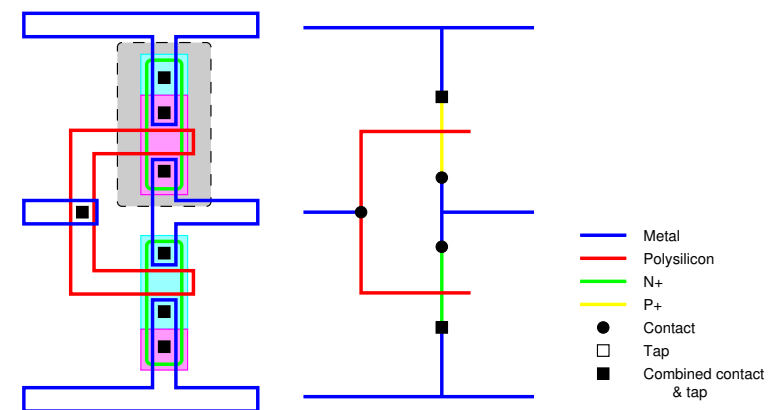 Metal
Polysilicon
N+
P+
Contact
Tap
Combined contact
& tap